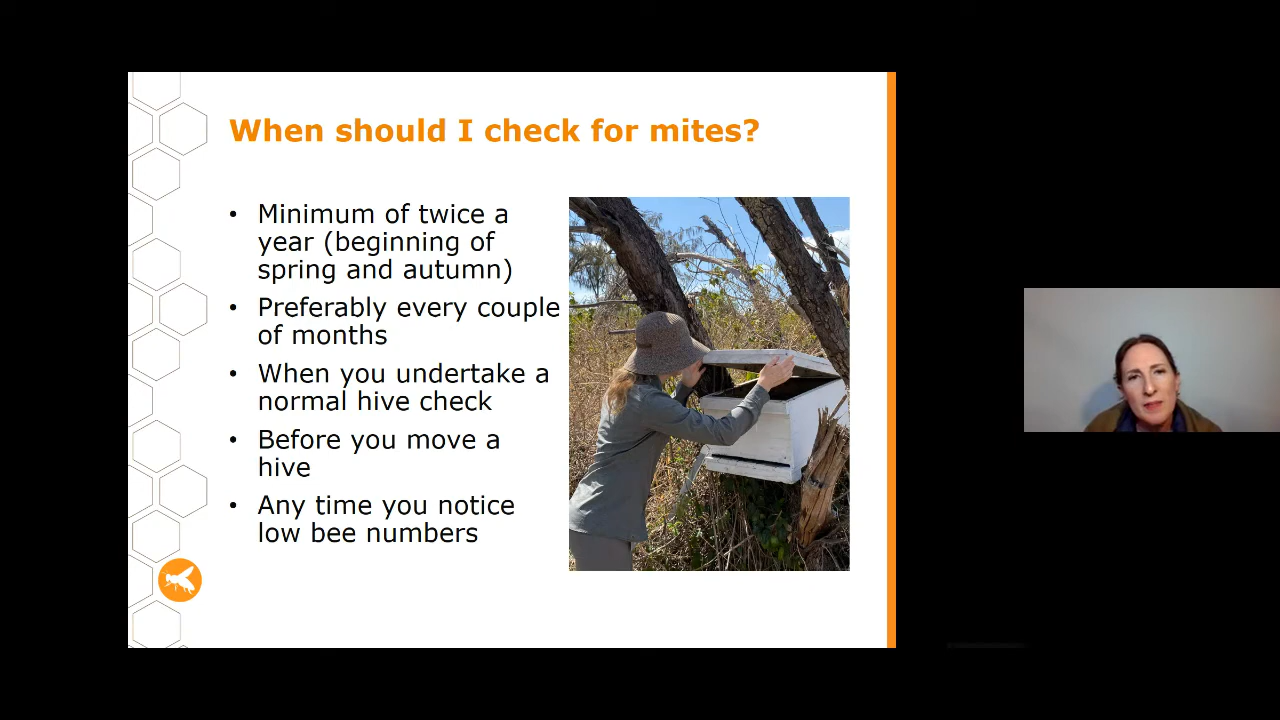 When should I check for mites?
• Minimum of twice a
year (beginning of
spring and autumn)
• Preferably every couple
of months
• When you undertake a
normal hive check
• Before you move a
hive
• Any time you notice
low bee numbers